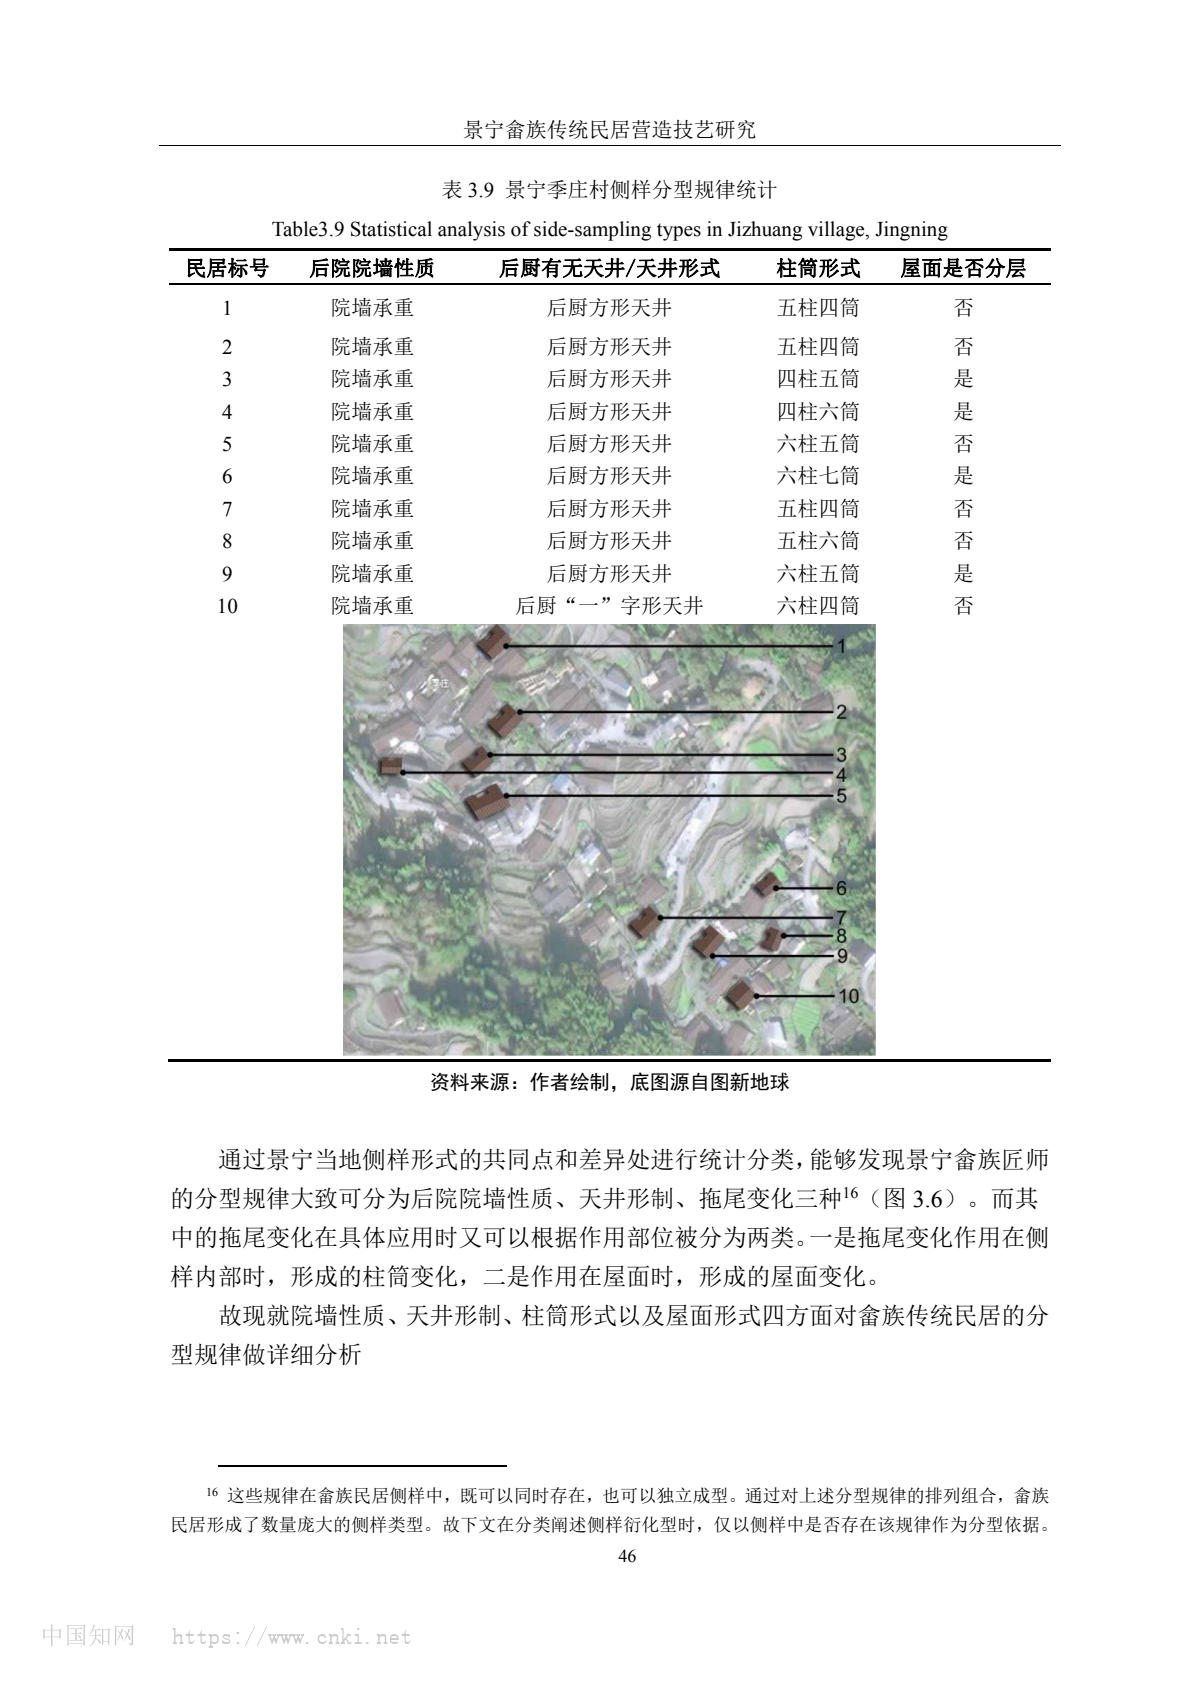 景宁畲族传统民居营造技艺研究
表 3.9 景宁季庄村侧样分型规律统计
Table3.9 Statistical analysis of side-sampling types in Jizhuang village, Jingning
民居标号 后院院墙性质 后厨有无天井/天井形式 柱筒形式 屋面是否分层
1 院墙承重 后厨方形天井 五柱四筒 否
2 院墙承重 后厨方形天井 五柱四筒 否
3 院墙承重 后厨方形天井 四柱五筒 是
4 院墙承重 后厨方形天井 四柱六筒 是
5 院墙承重 后厨方形天井 六柱五筒 否
6 院墙承重 后厨方形天井 六柱七筒 是
7 院墙承重 后厨方形天井 五柱四筒 否
8 院墙承重 后厨方形天井 五柱六筒 否
9 院墙承重 后厨方形天井 六柱五筒 是
10 院墙承重 后厨“一”字形天井 六柱四筒 否
1
2
3
4
5
6
7
8
9
10
资料来源：作者绘制，底图源自图新地球
通过景宁当地侧样形式的共同点和差异处进行统计分类，能够发现景宁畲族匠师
的分型规律大致可分为后院院墙性质、天井形制、拖尾变化三种16（图 3.6）。而其
中的拖尾变化在具体应用时又可以根据作用部位被分为两类。一是拖尾变化作用在侧
样内部时，形成的柱筒变化，二是作用在屋面时，形成的屋面变化。
故现就院墙性质、天井形制、柱筒形式以及屋面形式四方面对畲族传统民居的分
型规律做详细分析
16 这些规律在畲族民居侧样中，既可以同时存在，也可以独立成型。通过对上述分型规律的排列组合，畲族
民居形成了数量庞大的侧样类型。故下文在分类阐述侧样衍化型时，仅以侧样中是否存在该规律作为分型依据。
46
中国知网 https://www.cnki.net